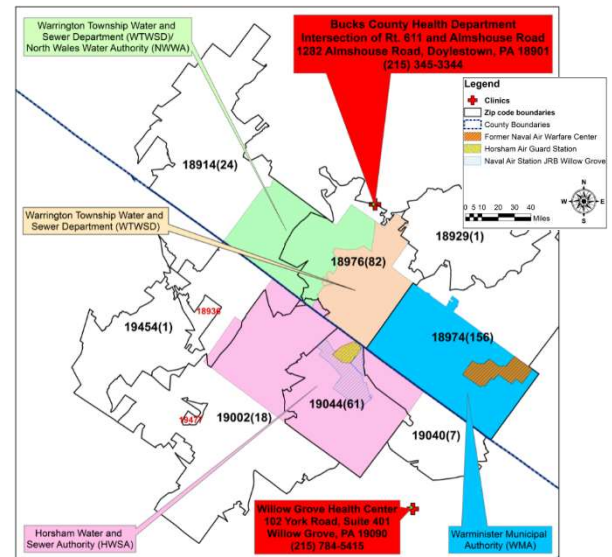 Warrington Township Water and
Sewer Department (WTWSD)/
North Wales Water Authority (NWWA)
Bucks County Health Department
Intersection of Rt. 611 and Almshouse Road
1282 Almshouse Road, Doylestown, PA 18901
(215) 345-3344
Legend
Clinics
Zip code boundaries
County Boundaries
Former Naval Air Warfare Center
Horsham Air Guard Station
Naval Air Station JRB Willow Grove
0 5 10 20 30 40
Miles
N
W
E
S
18914(24)
Warrington Township Water and
Sewer Department (WTWSD)
18976(82)
18929(1)
19454(1)
18936
18974(156)
19477
19002(18)
19044(61)
19040(7)
Horsham Water and
Sewer Authority (HWSA)
Willow Grove Health Center
102 York Road, Suite 401
Willow Grove, PA 19090
(215) 784-5415
Warminister Municipal
Authority (WMA)